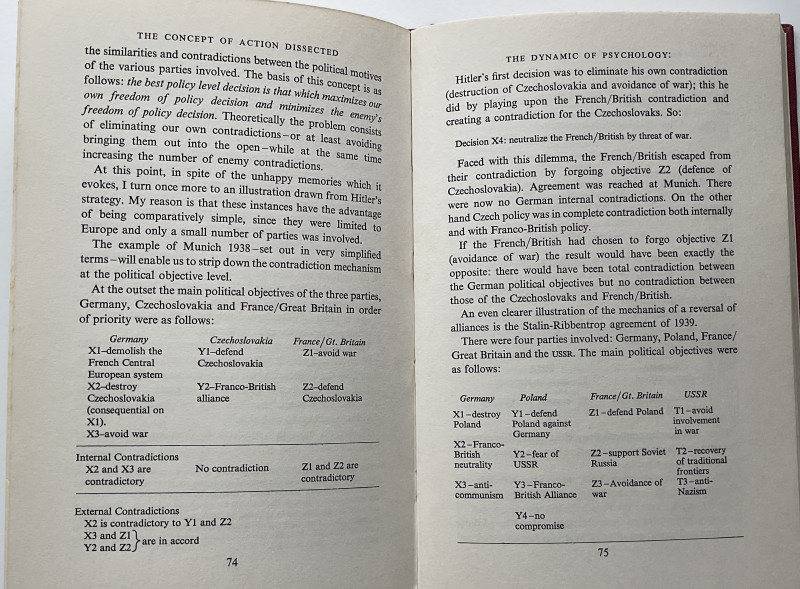 THE CONCEPT OF ACTION DISSECTED
the similarities and contradictions between the political motives
of the various parties involved. The basis of this concept is as
follows: the best policy level decision is that which maximizes our
own freedom of policy decision and minimizes the enemy's
freedom of policy decision. Theoretically the problem consists
of eliminating our own contradictions – or at least avoiding
bringing them out into the open – while at the same time
increasing the number of enemy contradictions.
At this point, in spite of the unhappy memories which it
evokes, I turn once more to an illustration drawn from Hitler's
strategy. My reason is that these instances have the advantage
of being comparatively simple, since they were limited to
Europe and only a small number of parties was involved.
The example of Munich 1938 – set out in very simplified
terms – will enable us to strip down the contradiction mechanism
at the political objective level.
At the outset the main political objectives of the three parties,
Germany, Czechoslovakia and France/Great Britain in order
of priority were as follows:
Germany Czechoslovakia France/Gt. Britain
X1–demolish the Y1–defend Z1–avoid war
French Central Czechoslovakia
European system
X2–destroy Y2–Franco-British Z2–defend
Czechoslovakia alliance Czechoslovakia
(consequential on
X1).
X3–avoid war
Internal Contradictions
X2 and X3 are No contradiction Z1 and Z2 are
contradictory contradictory
External Contradictions
X2 is contradictory to Y1 and Z2
X3 and Z1
Y2 and Z2 } are in accord
74
THE DYNAMIC OF PSYCHOLOGY:
Hitler's first decision was to eliminate his own contradiction
(destruction of Czechoslovakia and avoidance of war); this he
did by playing upon the French/British contradiction and
creating a contradiction for the Czechoslovaks. So:
Decision X4: neutralize the French/British by threat of war.
Faced with this dilemma, the French/British escaped from
their contradiction by forgoing objective Z2 (defence of
Czechoslovakia). Agreement was reached at Munich. There
were now no German internal contradictions. On the other
hand Czech policy was in complete contradiction both internally
and with Franco-British policy.
If the French/British had chosen to forgo objective Z1
(avoidance of war) the result would have been exactly the
opposite: there would have been total contradiction between
the German political objectives but no contradiction between
those of the Czechoslovaks and French/British.
An even clearer illustration of the mechanics of a reversal of
alliances is the Stalin-Ribbentrop agreement of 1939.
There were four parties involved: Germany, Poland, France/
Great Britain and the USSR. The main political objectives were
as follows:
Germany Poland France/Gt. Britain USSR
X1–destroy Y1–defend Z1–defend Poland T1–avoid
Poland Poland against involvement
Germany in war
X2–Franco-
British Y2–fear of Z2–support Soviet T2–recovery
neutrality USSR Russia of traditional
frontiers
X3–anti- Y3–Franco- Z3–Avoidance of T3–anti-
communism British Alliance war Nazism
Y4–no
compromise
75